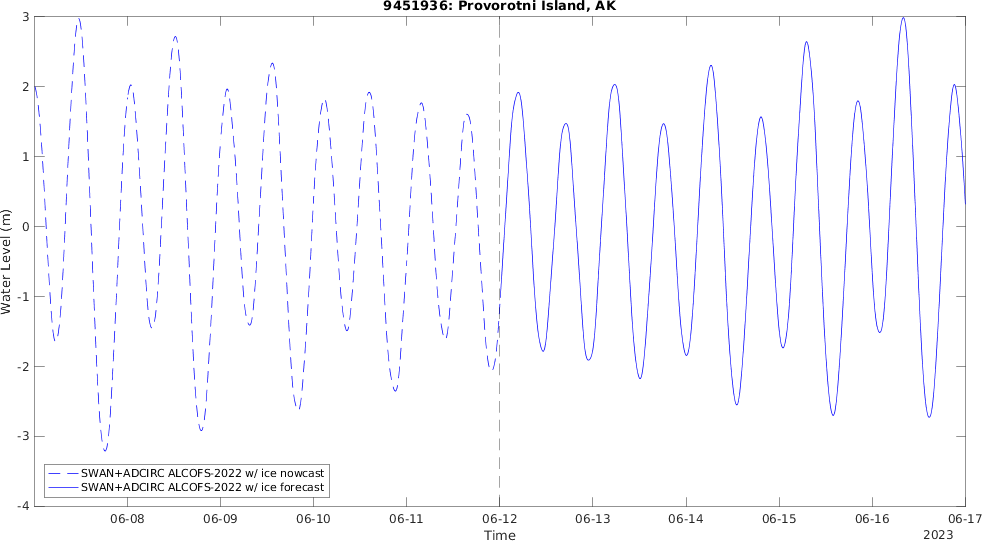 9451936: Provorotni Island, AK
3
2
1
0
-1
-2
-3
-4
Water Level (m)
SWAN+ADCIRC ALCOFS-2022 w/ ice nowcast
SWAN+ADCIRC ALCOFS-2022 w/ ice forecast
06-08 06-09 06-10 06-11 06-12 06-13 06-14 06-15 06-16 06-17
Time
2023